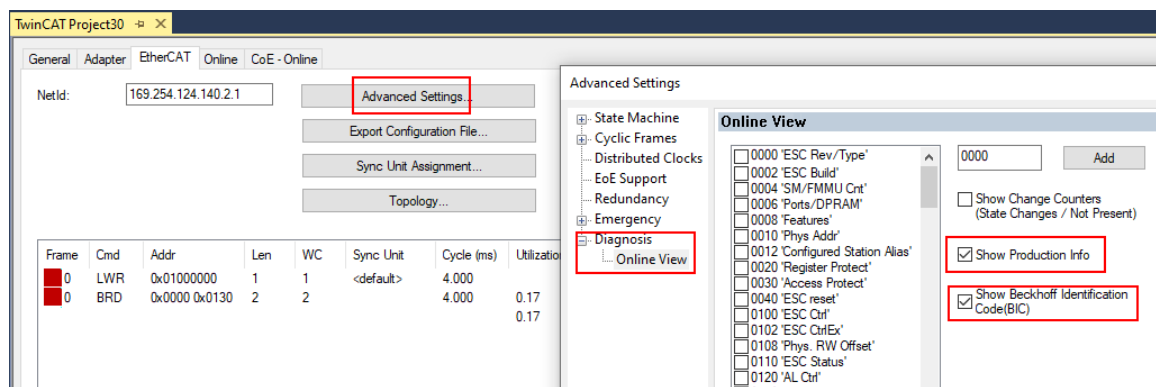 TwinCAT Project30
General Adapter EtherCAT Online CoE - Online
NetId: 169.254.124.140.2.1
Advanced Settings...
Export Configuration File...
Sync Unit Assignment...
Topology...
Frame Cmd Addr Len WC Sync Unit Cycle (ms) Utilization
0 LWR 0x01000000 1 1 <default> 4.000
0 BRD 0x0000 0x0130 2 2 4.000 0.17
0.17
Advanced Settings
State Machine
Cyclic Frames
Distributed Clocks
EoE Support
Redundancy
Emergency
Diagnosis
Online View
Online View
0000 'ESC Rev/Type'
0002 'ESC Build'
0004 'SM/FMMU Cnt'
0006 'Ports/DPRAM'
0008 'Features'
0010 'Phys Addr'
0012 'Configured Station Alias'
0020 'Register Protect'
0030 'Access Protect'
0040 'ESC reset'
0100 'ESC Ctrl'
0102 'ESC CtrlEx'
0108 'Phys. RW Offset'
0110 'ESC Status'
0120 'AL Ctrl'
0000 Add
Show Change Counters
(State Changes / Not Present)
Show Production Info
Show Beckhoff Identification
Code(BIC)